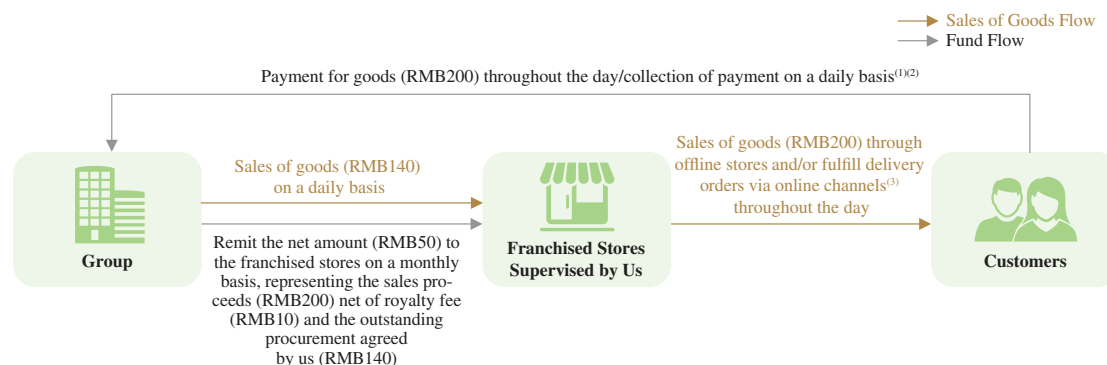 Sales of Goods Flow
Fund Flow
Payment for goods (RMB200) throughout the day/collection of payment on a daily basis(1)(2)
Group
Sales of goods (RMB140)
on a daily basis
Remit the net amount (RMB50) to
the franchised stores on a monthly
basis, representing the sales pro-
ceeds (RMB200) net of royalty fee
(RMB10) and the outstanding
procurement agreed
by us (RMB140)
Franchised Stores
Supervised by Us
Sales of goods (RMB200) through
offline stores and/or fulfill delivery
orders via online channels(3)
throughout the day
Customers